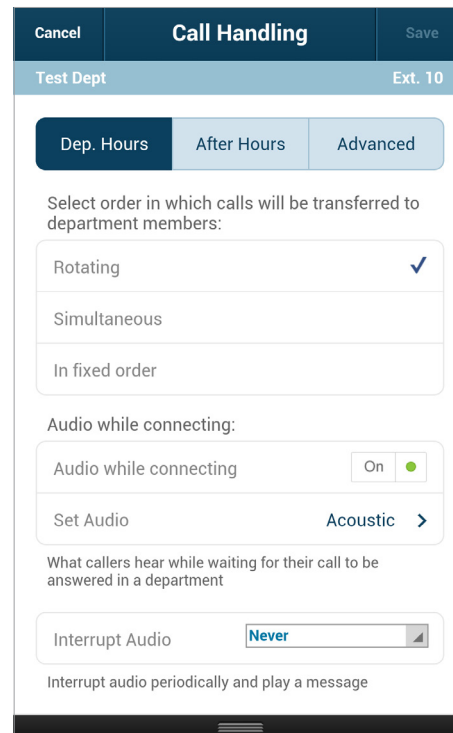 Cancel Call Handling Save
Test Dept Ext. 10
Dep. Hours After Hours Advanced
Select order in which calls will be transferred to
department members:
Rotating
Simultaneous
In fixed order
Audio while connecting:
Audio while connecting On
Set Audio Acoustic
What callers hear while waiting for their call to be
answered in a department
Interrupt Audio Never
Interrupt audio periodically and play a message